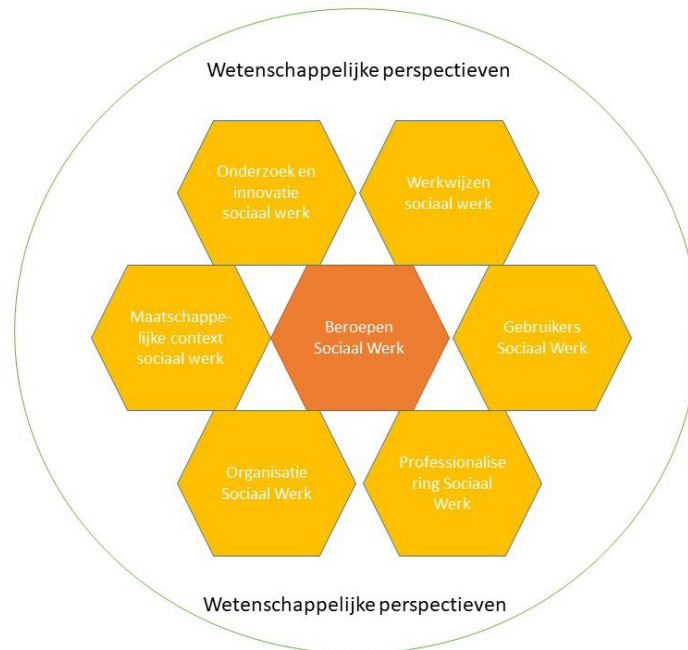 Wetenschappelijke perspectieven
Onderzoek en
innovatie
sociaal werk
Werkwijzen
sociaal werk
Maatschappe-
lijke context
sociaal werk
Beroepen
Sociaal Werk
Gebruikers
Sociaal Werk
Organisatie
Sociaal Werk
Professionalise
ring Sociaal
Werk
Wetenschappelijke perspectieven